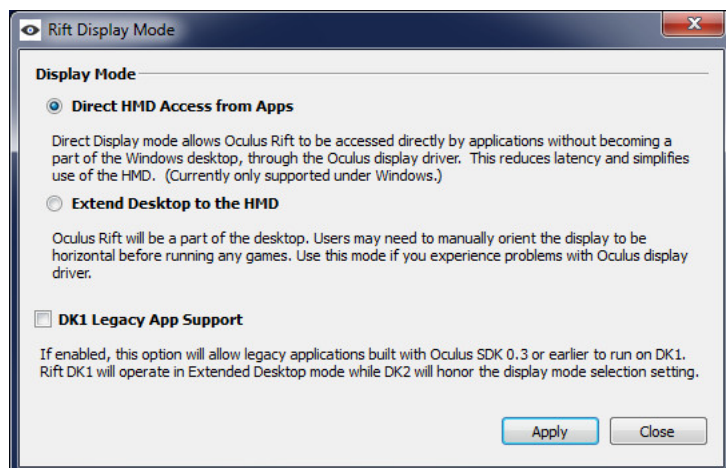 Rift Display Mode
Display Mode
Direct HMD Access from Apps
Direct Display mode allows Oculus Rift to be accessed directly by applications without becoming a
part of the Windows desktop, through the Oculus display driver.  This reduces latency and simplifies
use of the HMD.  (Currently only supported under Windows.)
Extend Desktop to the HMD
Oculus Rift will be a part of the desktop. Users may need to manually orient the display to be
horizontal before running any games. Use this mode if you experience problems with Oculus display
driver.
DK1 Legacy App Support
If enabled, this option will allow legacy applications built with Oculus SDK 0.3 or earlier to run on DK1.
Rift DK1 will operate in Extended Desktop mode while DK2 will honor the display mode selection setting.
Apply Close